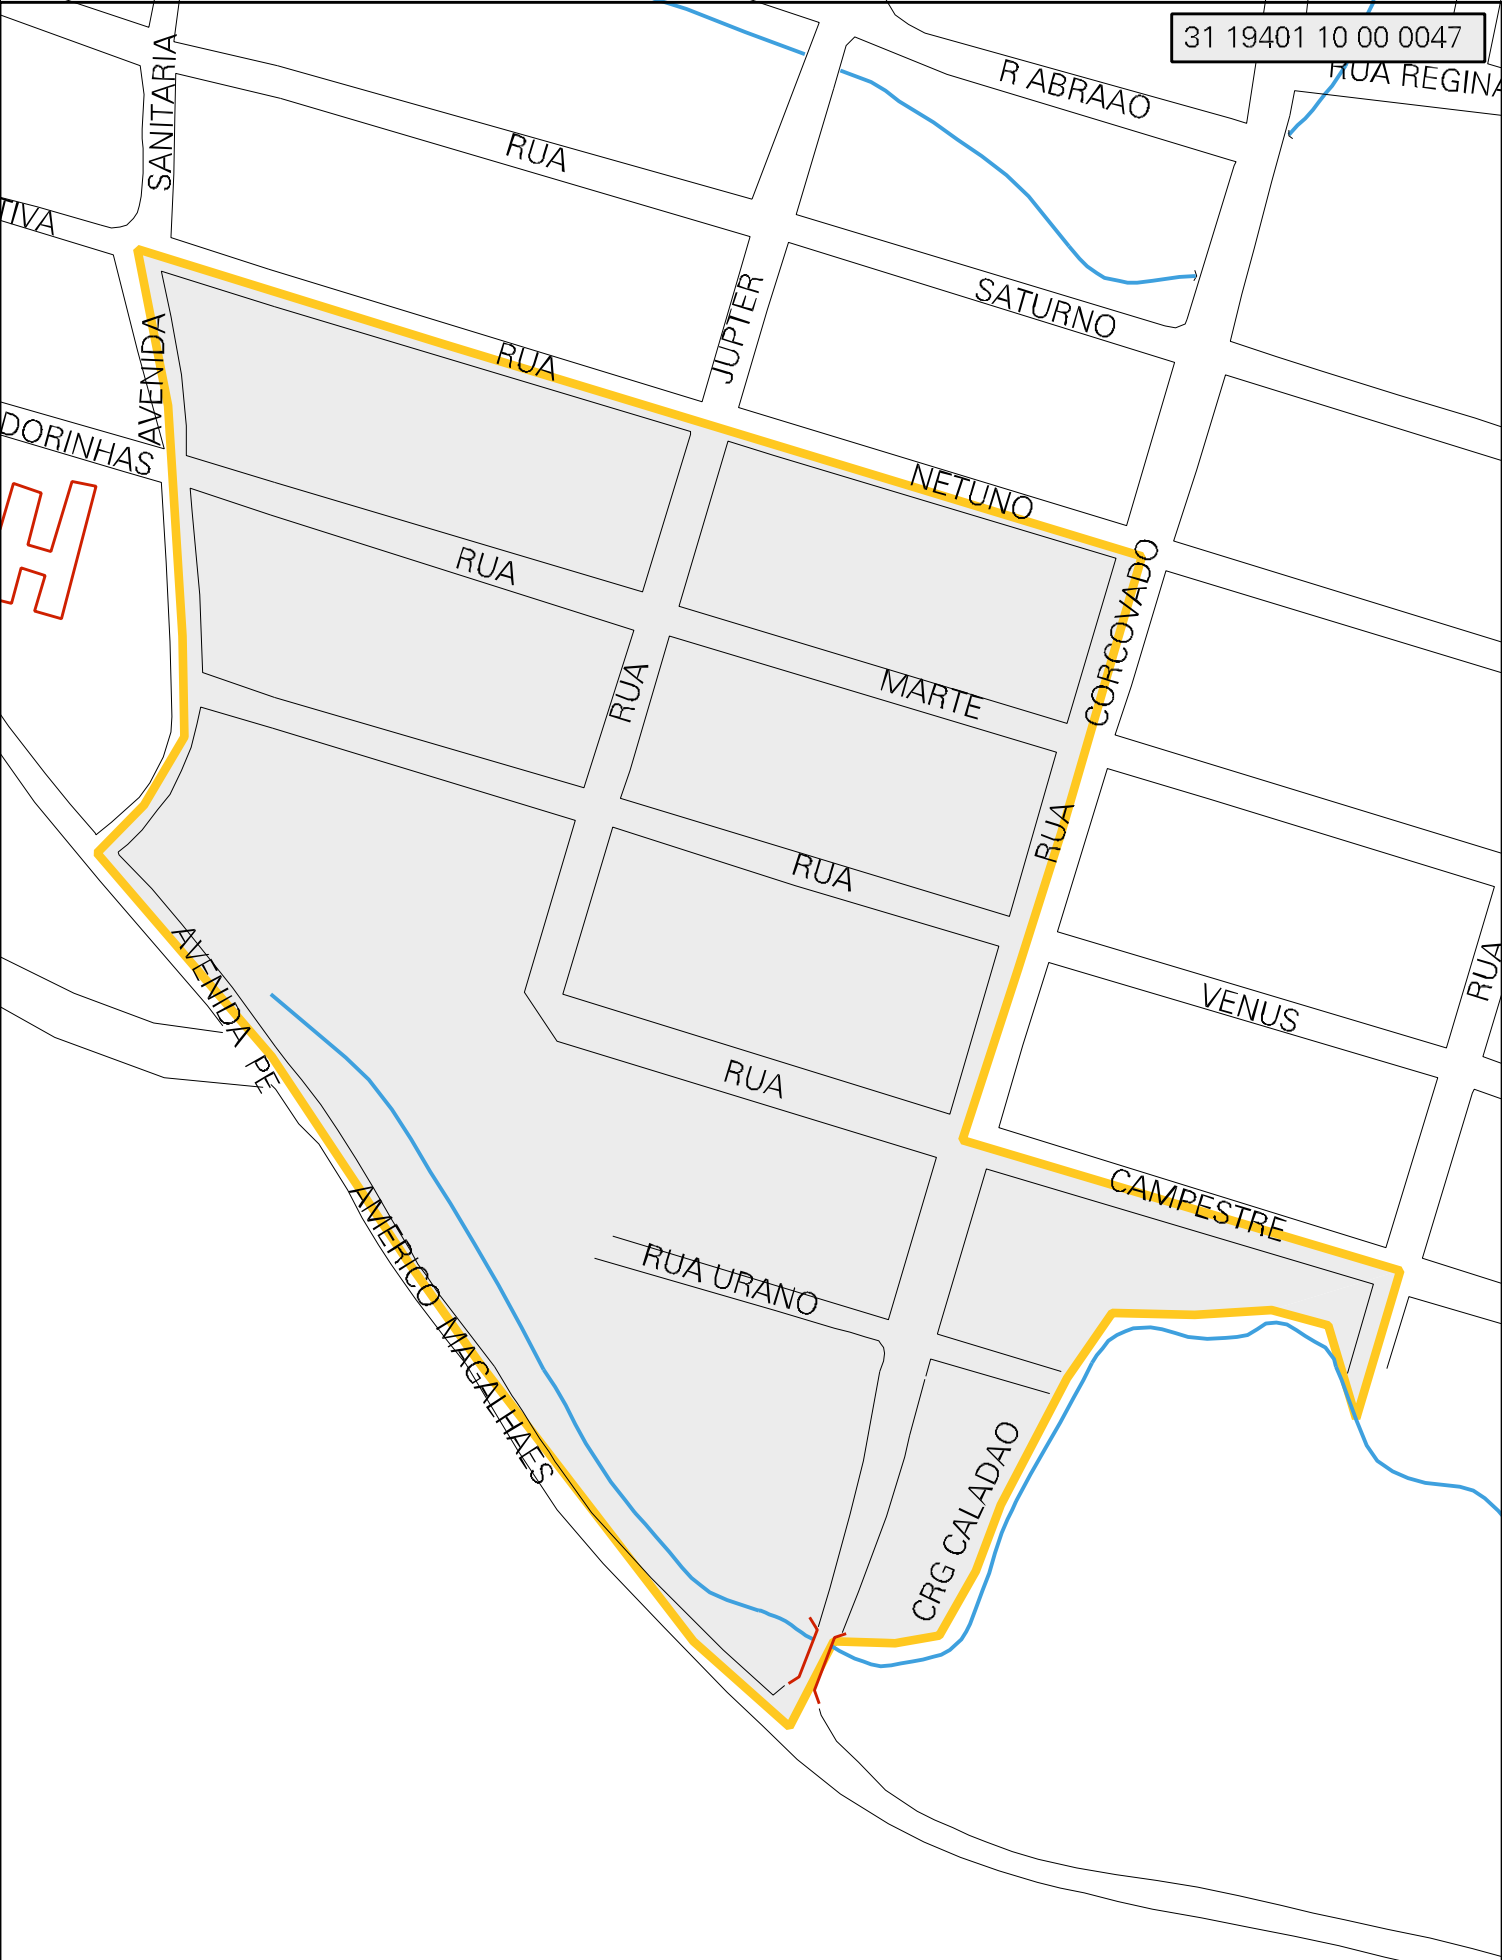 31 19401 10 00 0047
RUA REGINA
R ABRAAO
SANITARIA
RUA
TIVA
JUPTER
SATURNO
AVENIDA
RUA
DORINHAS
NETUNO
CORCOVADO
RUA
RUA
MARTE
RUA
RUA
RUA
AVENIDA PE
VENUS
RUA
CAMPESTRE
AMERICO MAGALHAES
RUA URANO
CRG CALADAO